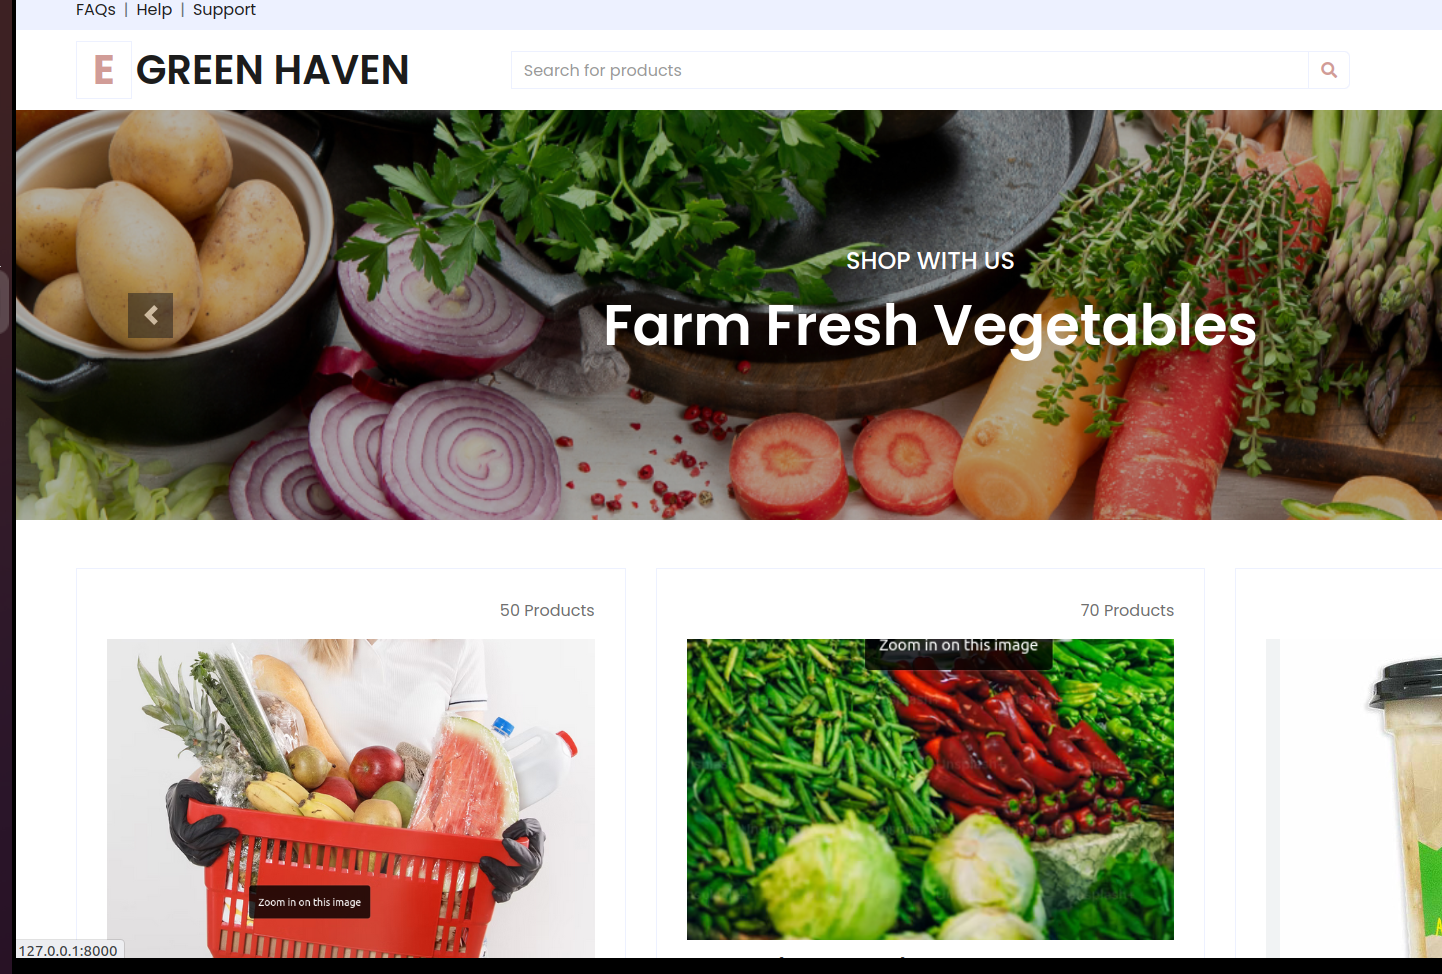 FAQs | Help | Support
E GREEN HAVEN
Search for products
SHOP WITH US
Farm Fresh Vegetables
50 Products
70 Products
Zoom in on this image
Zoom in on this image
127.0.0.1:8000